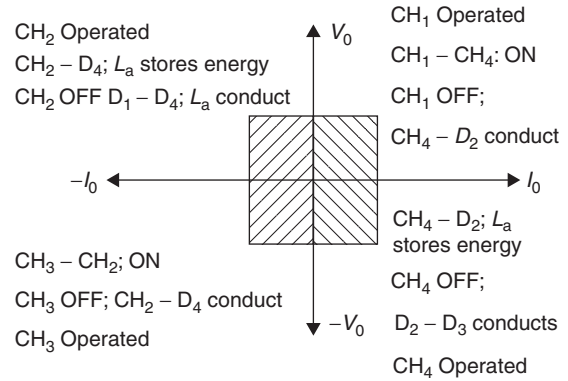 CH₂ Operated
CH₂ – D₄; Lₐ stores energy
CH₂ OFF D₁ – D₄; Lₐ conduct
V₀
CH₁ Operated
CH₁ – CH₄: ON
CH₁ OFF;
CH₄ – D₂ conduct
–I₀
I₀
CH₃ – CH₂; ON
CH₃ OFF; CH₂ – D₄ conduct
CH₃ Operated
–V₀
CH₄ – D₂; Lₐ
stores energy
CH₄ OFF;
D₂ – D₃ conducts
CH₄ Operated